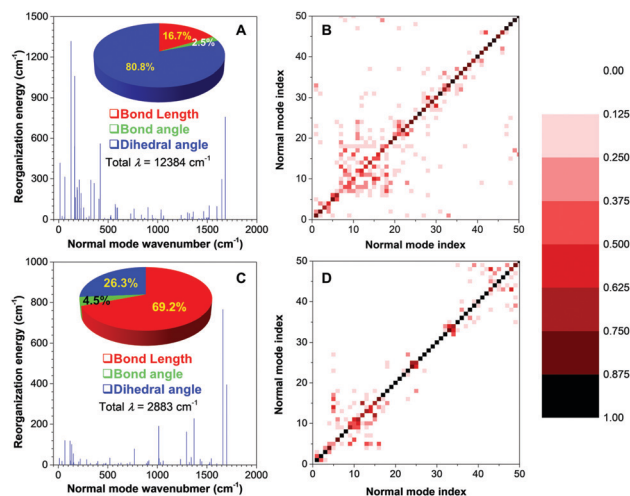 A
1500
1200
900
600
300
0
Reorganization energy (cm⁻¹)
16.7%
2.5%
80.8%
❑Bond Length
❑Bond angle
❑Dihedral angle
Total λ = 12384 cm⁻¹
0 500 1000 1500 2000
Normal mode wavenumber (cm⁻¹)
B
50
40
30
20
10
0
Normal mode index
0 10 20 30 40 50
Normal mode index
C
1000
800
600
400
200
0
Reorganization energy (cm⁻¹)
26.3%
4.5%
69.2%
❑Bond Length
❑Bond angle
❑Dihedral angle
Total λ = 2883 cm⁻¹
0 500 1000 1500 2000
Normal mode wavenumber (cm⁻¹)
D
50
40
30
20
10
0
Normal mode index
0 10 20 30 40 50
Normal mode index
0.00
0.125
0.250
0.375
0.500
0.625
0.750
0.875
1.00